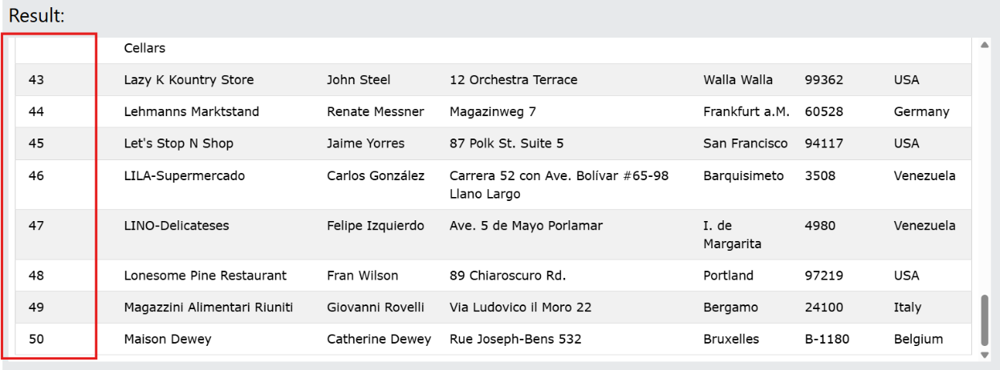 Result:
Cellars
43 Lazy K Kountry Store John Steel 12 Orchestra Terrace Walla Walla 99362 USA
44 Lehmanns Marktstand Renate Messner Magazinweg 7 Frankfurt a.M. 60528 Germany
45 Let's Stop N Shop Jaime Yorres 87 Polk St. Suite 5 San Francisco 94117 USA
46 LILA-Supermercado Carlos González Carrera 52 con Ave. Bolívar #65-98 Barquisimeto 3508 Venezuela
Llano Largo
47 LINO-Delicateses Felipe Izquierdo Ave. 5 de Mayo Porlamar I. de 4980 Venezuela
Margarita
48 Lonesome Pine Restaurant Fran Wilson 89 Chiaroscuro Rd. Portland 97219 USA
49 Magazzini Alimentari Riuniti Giovanni Rovelli Via Ludovico il Moro 22 Bergamo 24100 Italy
50 Maison Dewey Catherine Dewey Rue Joseph-Bens 532 Bruxelles B-1180 Belgium